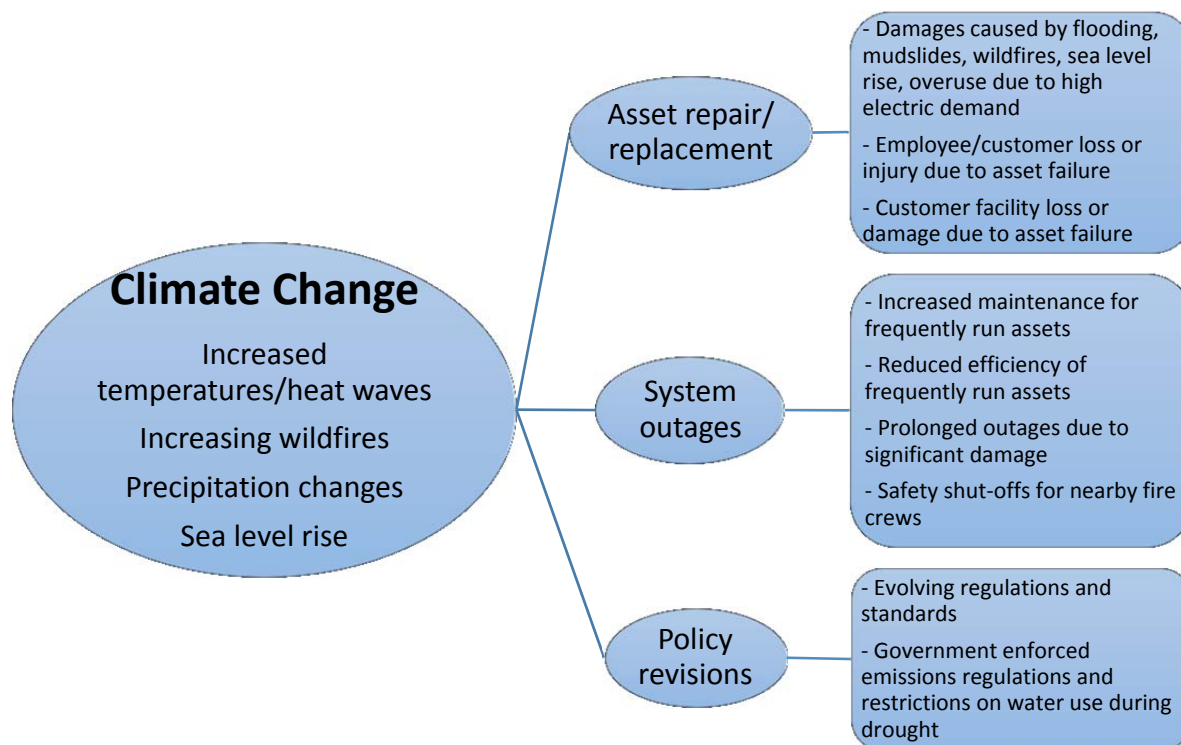 Climate Change
Increased
temperatures/heat waves
Increasing wildfires
Precipitation changes
Sea level rise
Asset repair/
replacement
- Damages caused by flooding,
mudslides, wildfires, sea level
rise, overuse due to high
electric demand
- Employee/customer loss or
injury due to asset failure
- Customer facility loss or
damage due to asset failure
System
outages
- Increased maintenance for
frequently run assets
- Reduced efficiency of
frequently run assets
- Prolonged outages due to
significant damage
- Safety shut-offs for nearby fire
crews
Policy
revisions
- Evolving regulations and
standards
- Government enforced
emissions regulations and
restrictions on water use during
drought